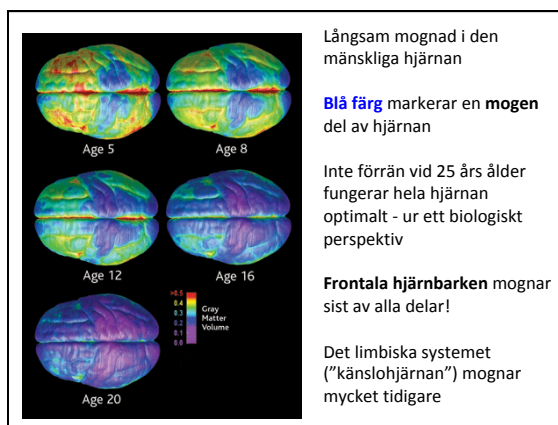 Age 5
Age 8
Age 12
Age 16
>0.5
0.4
0.3
0.2
0.1
0.0
Gray
Matter
Volume
Age 20
Långsam mognad i den
mänskliga hjärnan
Blå färg markerar en mogen
del av hjärnan
Inte förrän vid 25 års ålder
fungerar hela hjärnan
optimalt - ur ett biologiskt
perspektiv
Frontala hjärnbarken mognar
sist av alla delar!
Det limbiska systemet
("känslohjärnan") mognar
mycket tidigare